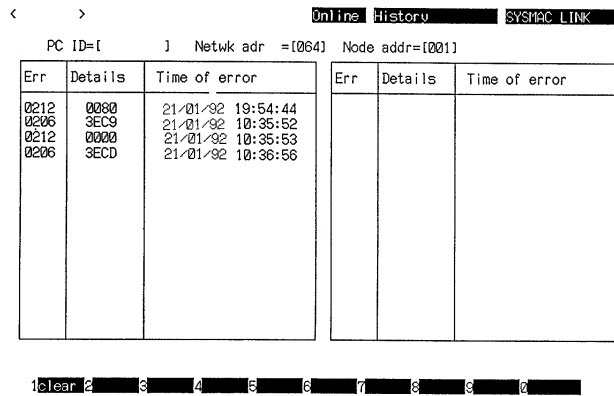 < > Online History SYSMAC LINK
PC ID=[ ] Netwk adr =[064] Node addr=[001]
Err Details Time of error Err Details Time of error
0212 0080 21/01/92 19:54:44
0206 3EC9 21/01/92 10:35:52
0212 0000 21/01/92 10:35:53
0206 3ECD 21/01/92 10:36:56
1clear 2 3 4 5 6 7 8 9 0